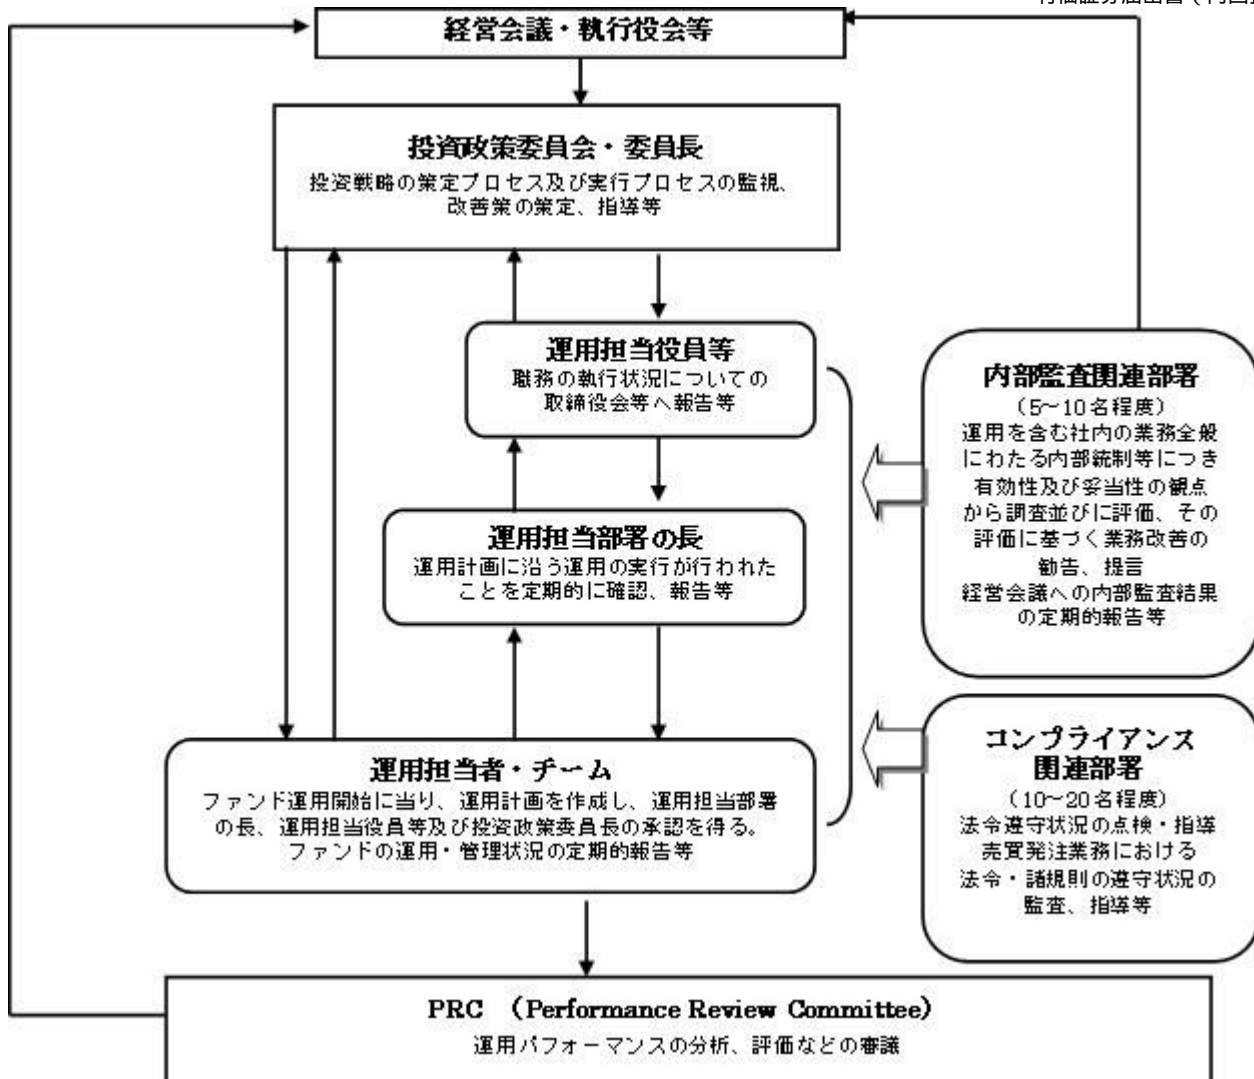 経営会議・執行役会等
投資政策委員会・委員長
投資戦略の策定プロセス及び実行プロセスの監視、
改善策の策定、指導等
運用担当役員等
職務の執行状況についての
取締役会等へ報告等
運用担当部署の長
運用計画に沿う運用の実行が行われた
ことを定期的に確認、報告等
運用担当者・チーム
ファンド運用開始に当り、運用計画を作成し、運用担当部署
の長、運用担当役員等及び投資政策委員長の承認を得る。
ファンドの運用・管理状況の定期的報告等
内部監査関連部署
（5～10名程度）
運用を含む社内の業務全般
にわたる内部統制等につき
有効性及び妥当性の観点
から調査並びに評価、その
評価に基づく業務改善の
勧告、提言
経営会議への内部監査結果
の定期的報告等
コンプライアンス
関連部署
（10～20名程度）
法令遵守状況の点検・指導
売買発注業務における
法令・諸規則の遵守状況の
監査、指導等
PRC （Performance Review Committee）
運用パフォーマンスの分析、評価などの審議